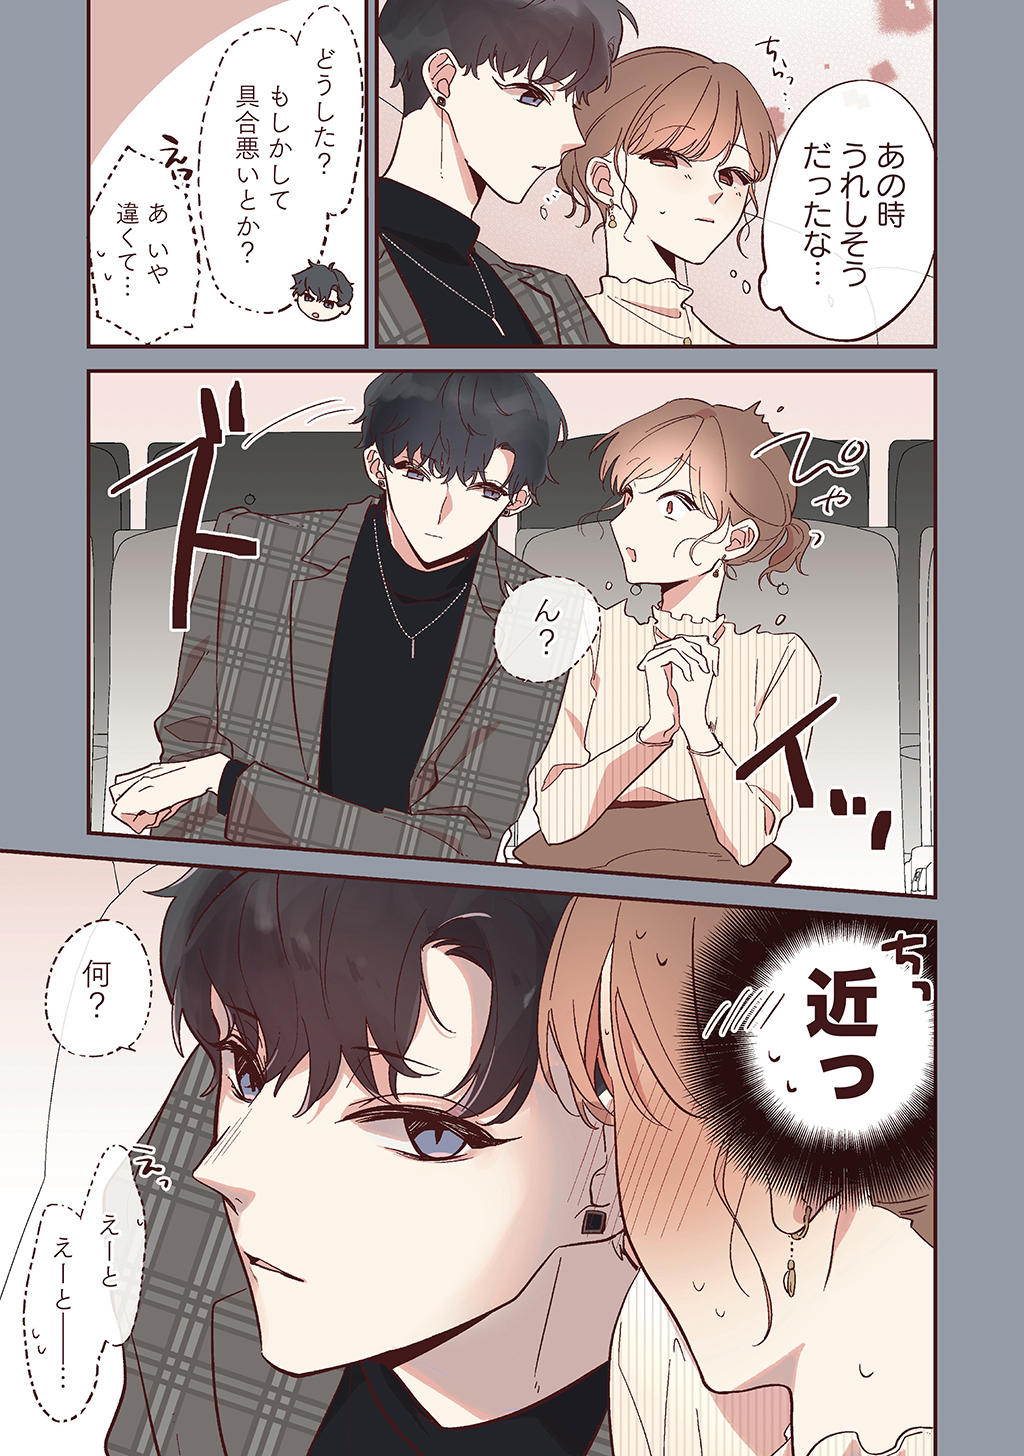 ちらっ…
あの時
うれしそう
だったな…
どうした？
もしかして
具合悪いとか？
えっ
あ いや
違くて…
ぴゃっ
ん？
ドキッ
ちっ
近っ
何？
えっ
えーと
えーと――…